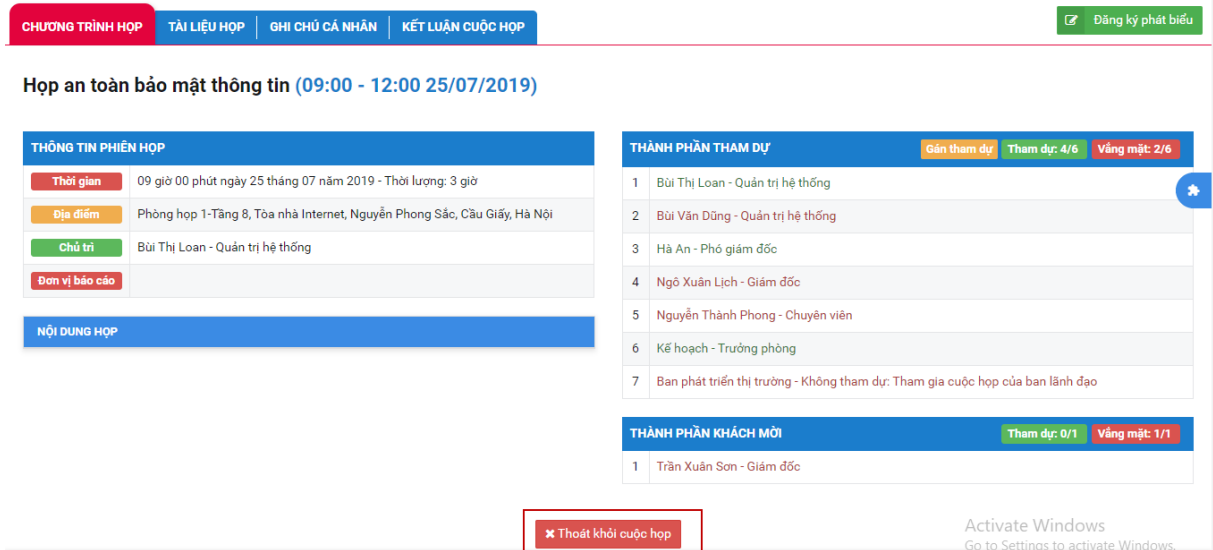 CHƯƠNG TRÌNH HỌP
TÀI LIỆU HỌP
GHI CHÚ CÁ NHÂN
KẾT LUẬN CUỘC HỌP
Đăng ký phát biểu
Họp an toàn bảo mật thông tin (09:00 - 12:00 25/07/2019)
THÔNG TIN PHIÊN HỌP
Thời gian 09 giờ 00 phút ngày 25 tháng 07 năm 2019 - Thời lượng: 3 giờ
Địa điểm Phòng họp 1-Tầng 8, Tòa nhà Internet, Nguyễn Phong Sắc, Cầu Giấy, Hà Nội
Chủ trì Bùi Thị Loan - Quản trị hệ thống
Đơn vị báo cáo
NỘI DUNG HỌP
THÀNH PHẦN THAM DỰ Gán tham dự Tham dự: 4/6 Vắng mặt: 2/6
1 Bùi Thị Loan - Quản trị hệ thống
2 Bùi Văn Dũng - Quản trị hệ thống
3 Hà An - Phó giám đốc
4 Ngô Xuân Lịch - Giám đốc
5 Nguyễn Thành Phong - Chuyên viên
6 Kế hoạch - Trưởng phòng
7 Ban phát triển thị trường - Không tham dự: Tham gia cuộc họp của ban lãnh đạo
THÀNH PHẦN KHÁCH MỜI Tham dự: 0/1 Vắng mặt: 1/1
1 Trần Xuân Sơn - Giám đốc
Thoát khỏi cuộc họp
Activate Windows
Go to Settings to activate Windows.